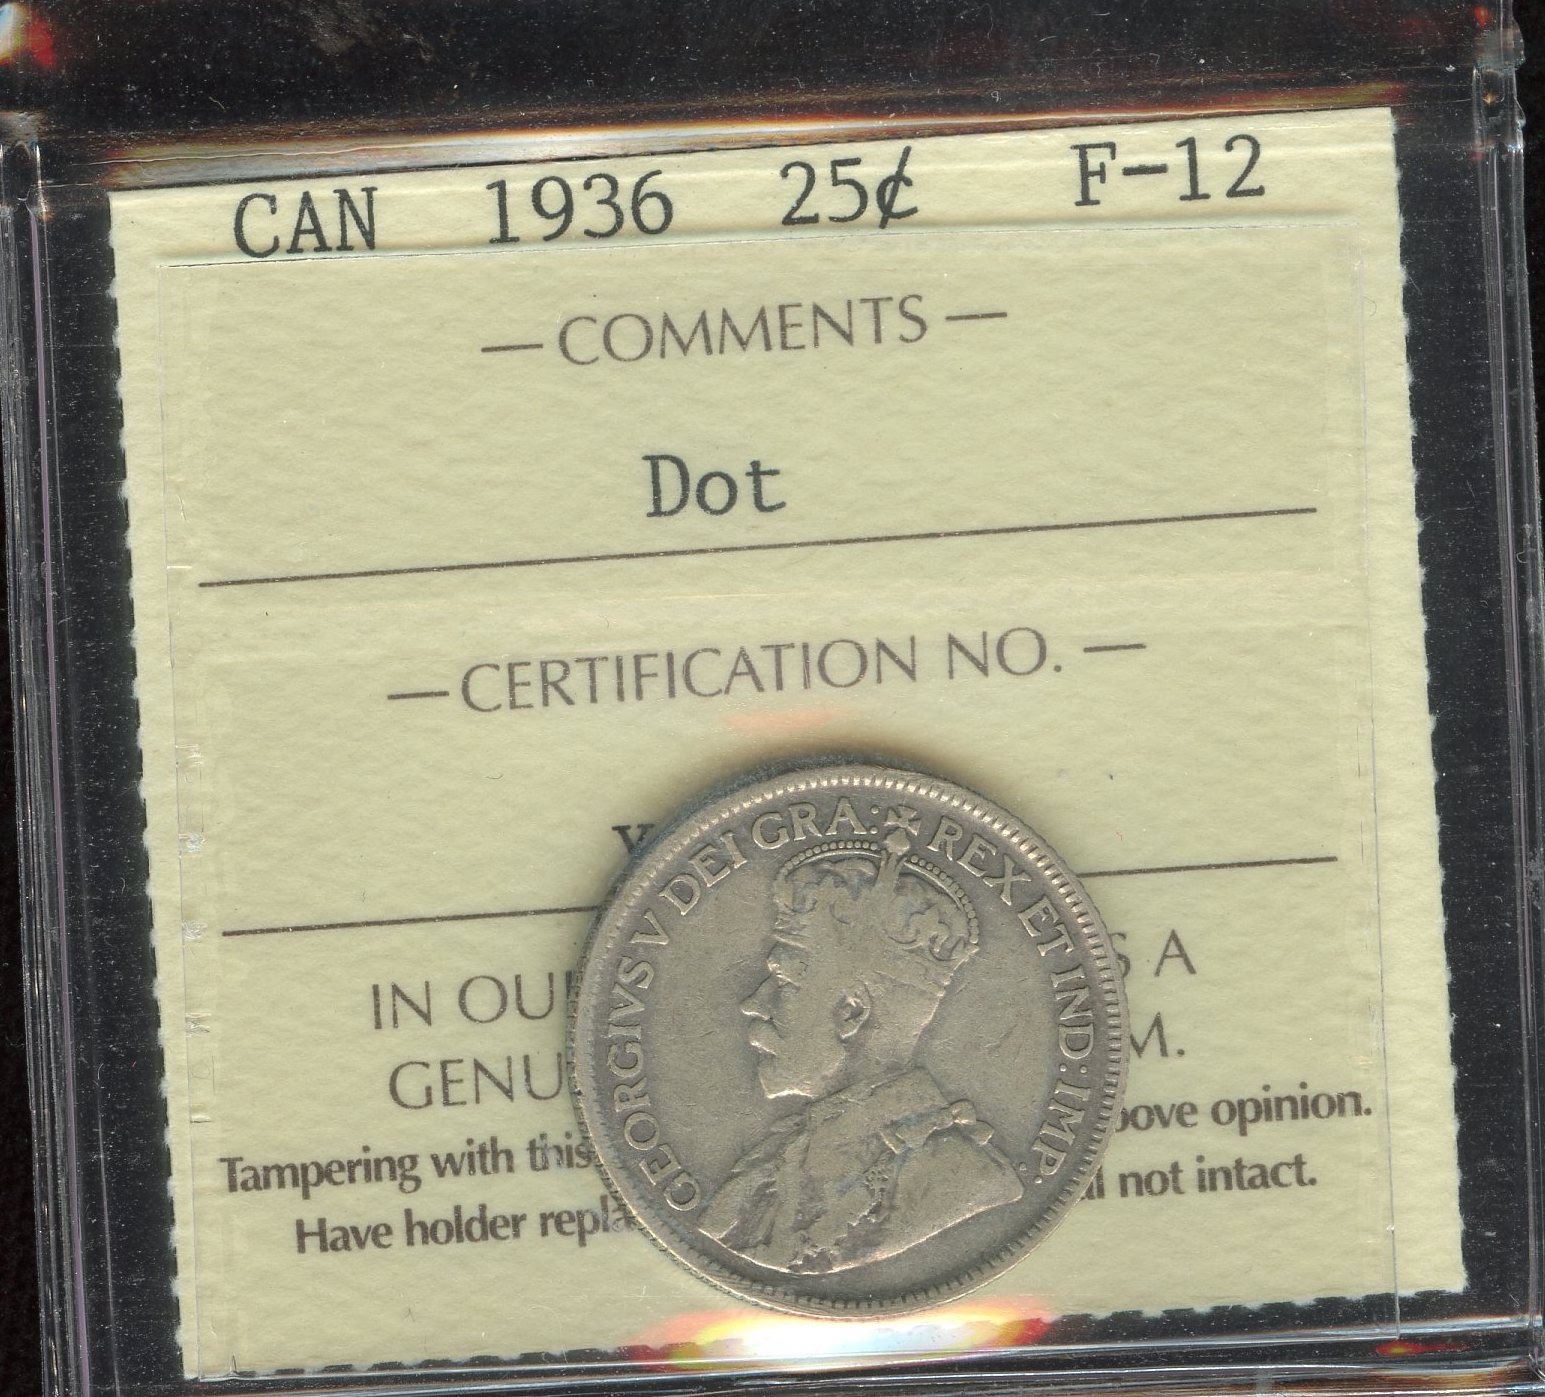 CAN 1936 25¢ F-12
— COMMENTS —
Dot
— CERTIFICATION NO. —
GEORGIVS V DEI GRA: REX ET IND: IMP:
IN OU S A
GENU M.
Tampering with this bove opinion.
Have holder repla l not intact.